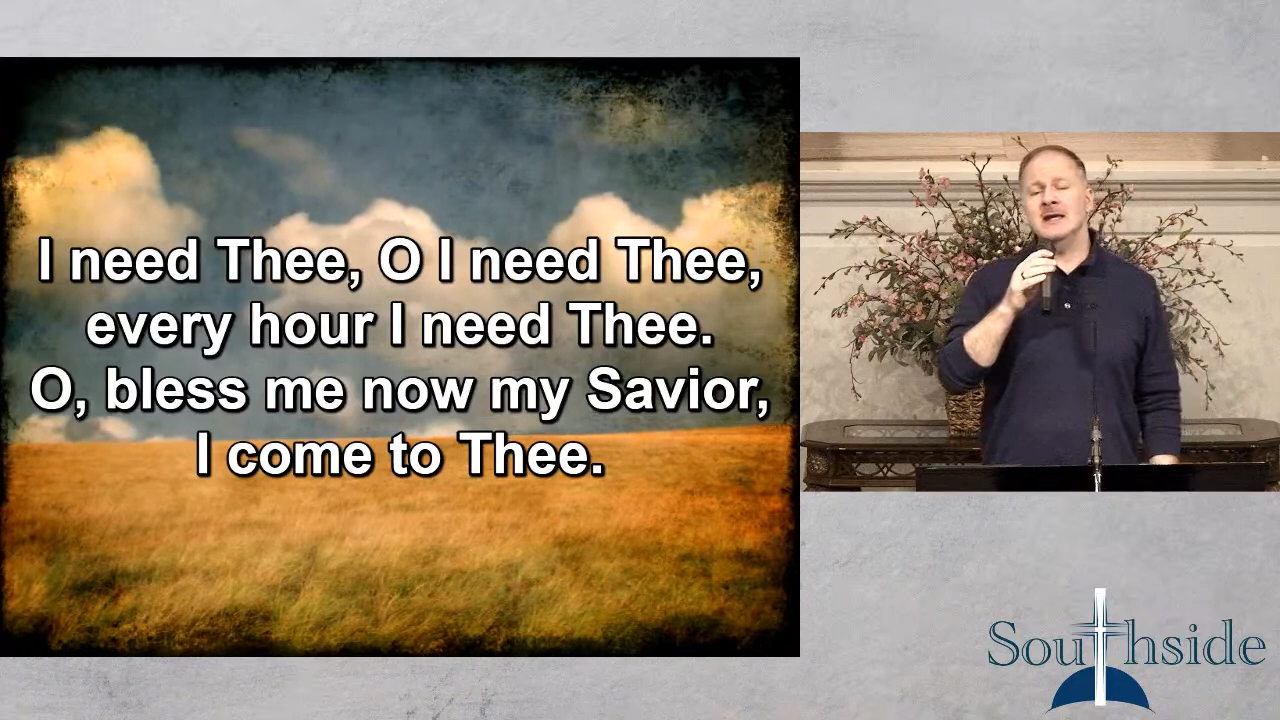 I need Thee, O I need Thee,
every hour I need Thee.
O, bless me now my Savior,
I come to Thee.
Southside